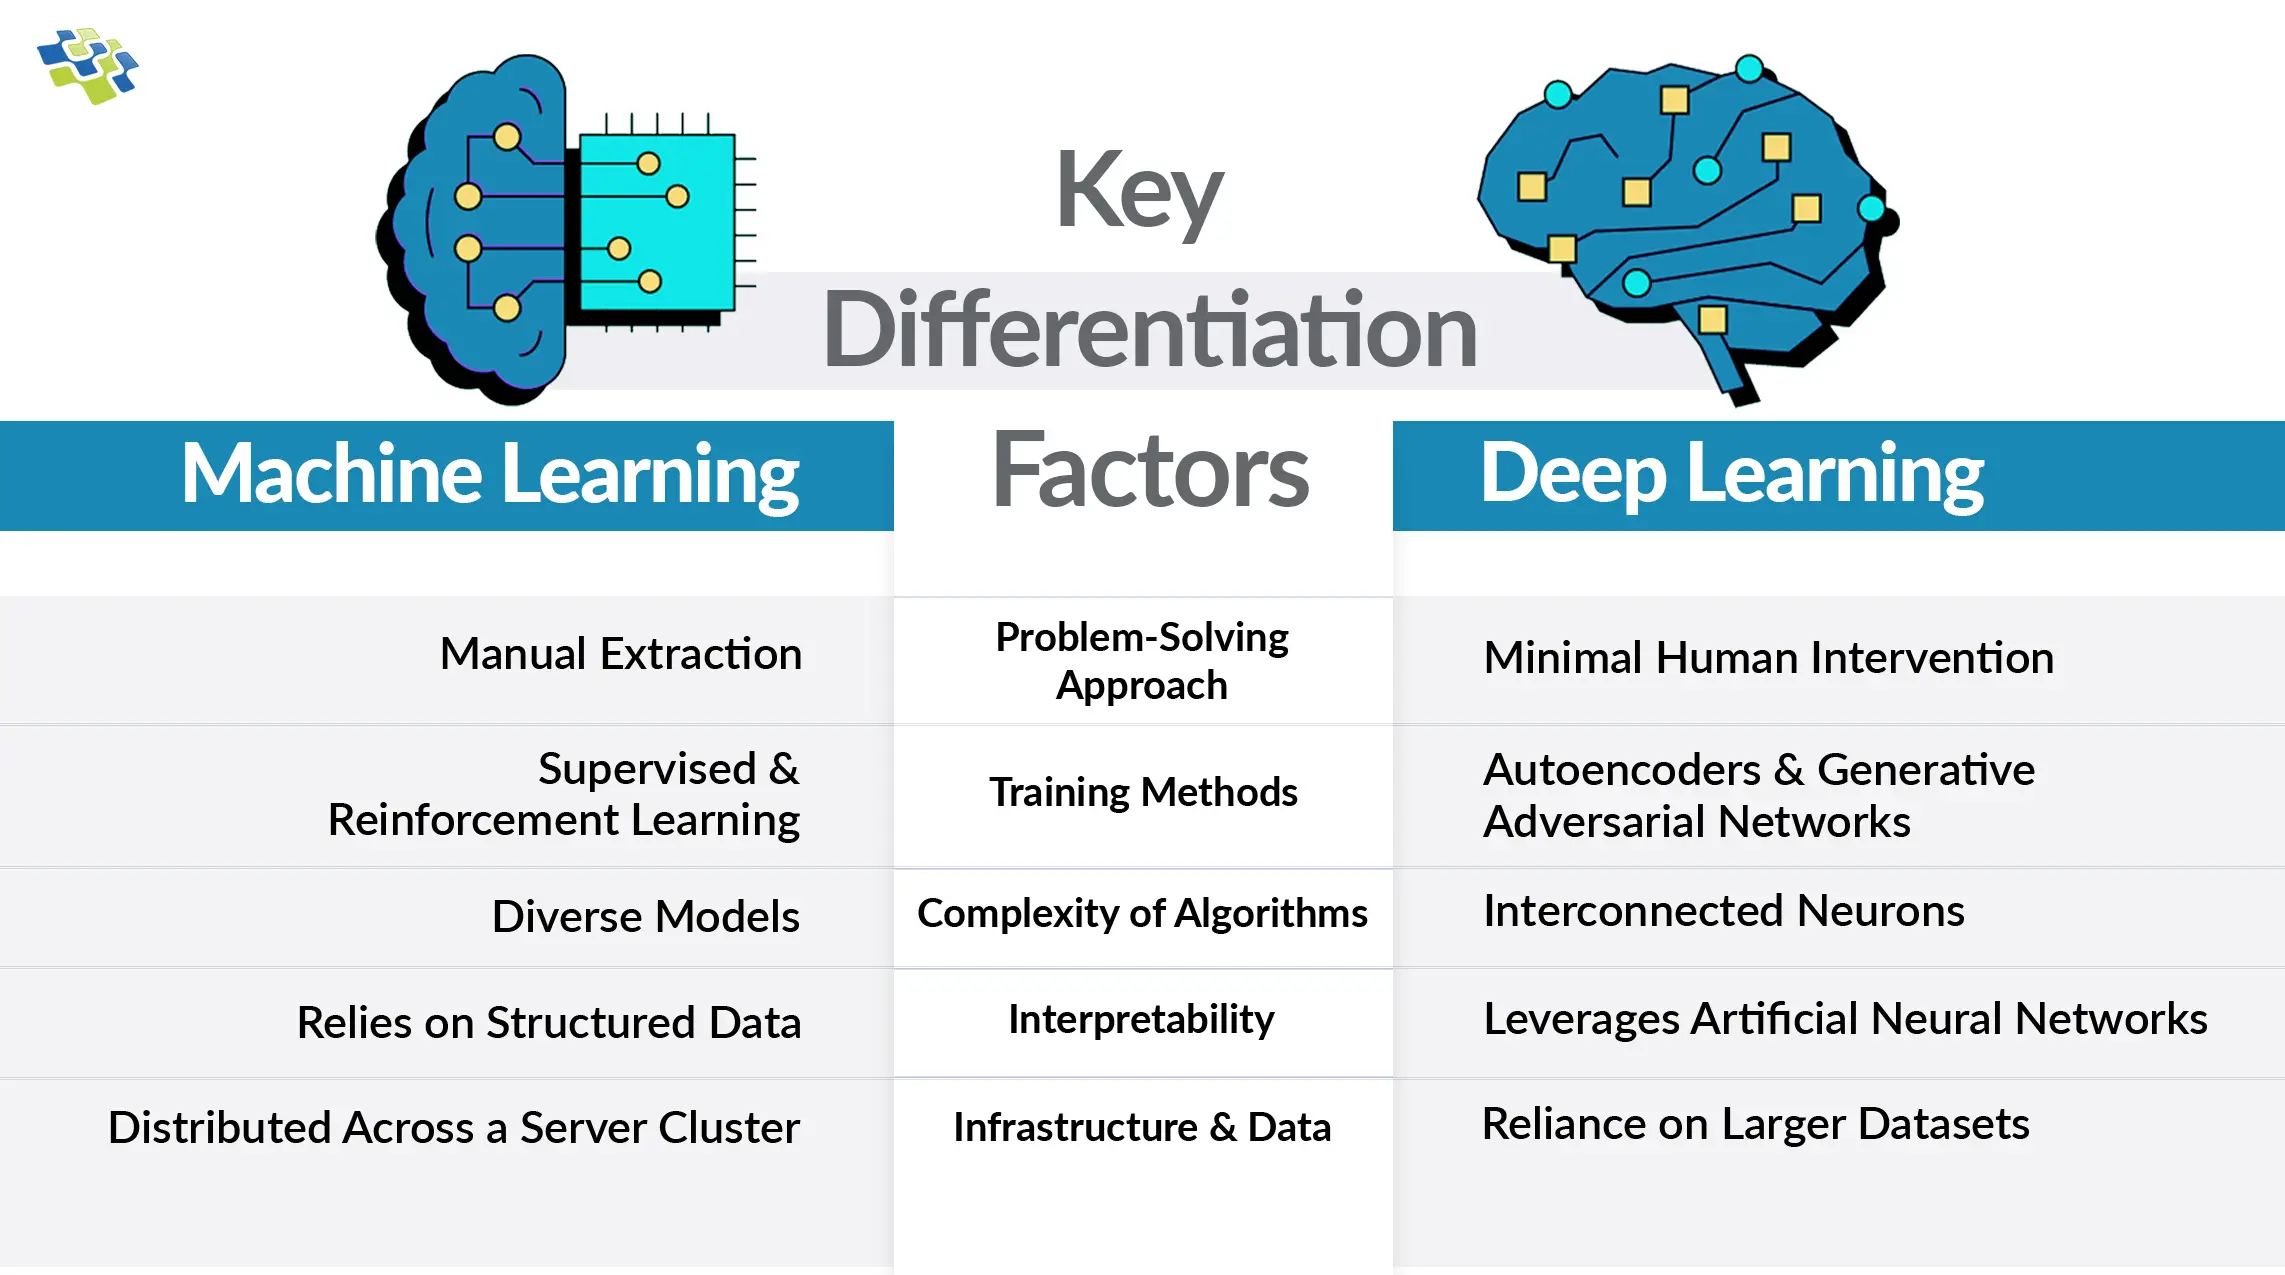 Key
Differentiation
Factors
Machine Learning
Deep Learning
Manual Extraction
Problem-Solving
Approach
Minimal Human Intervention
Supervised &
Reinforcement Learning
Training Methods
Autoencoders & Generative
Adversarial Networks
Diverse Models
Complexity of Algorithms
Interconnected Neurons
Relies on Structured Data
Interpretability
Leverages Artificial Neural Networks
Distributed Across a Server Cluster
Infrastructure & Data
Reliance on Larger Datasets